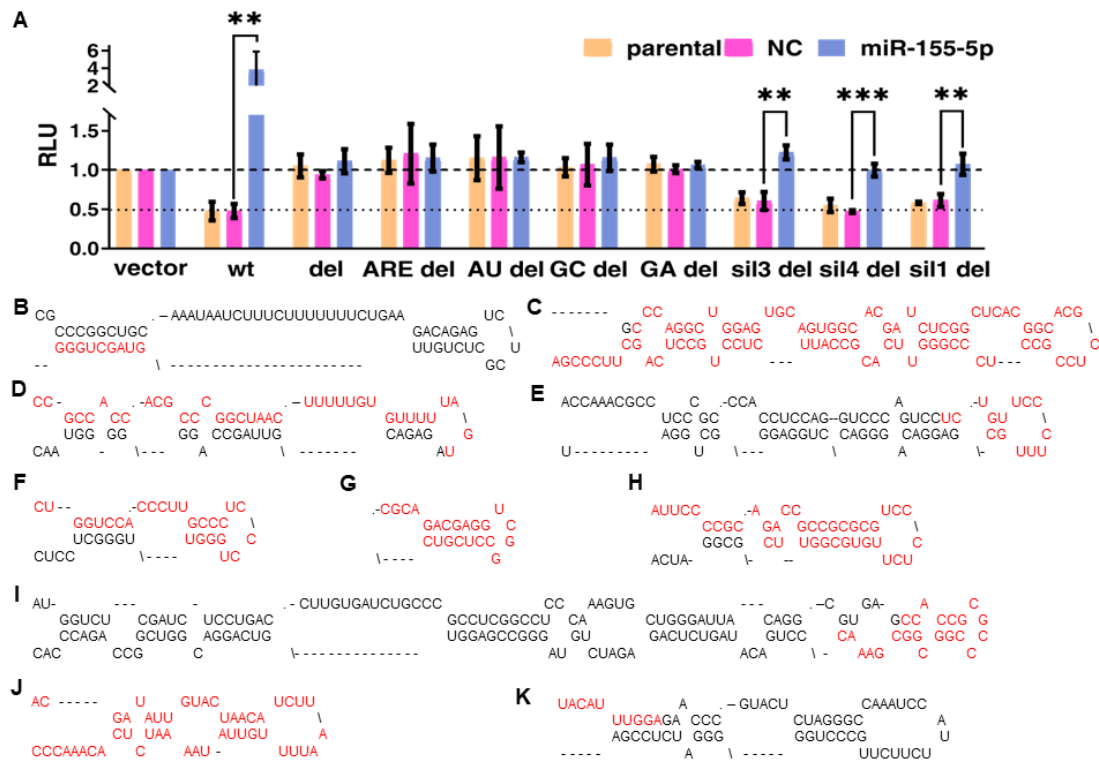 A
parental NC miR-155-5p
** ** *** **
6
4
2
1.5
1.0
0.5
0.0
RLU
vector wt del ARE del AU del GC del GA del sil3 del sil4 del sil1 del
B
CG .–AAAUAAUCUUUCUUUUUUUCUGAA UC
CCCGGCUGC GACAGAG \
GGGUCGAUG UUGUCUC U
-- \ ---------------------- GC
C
------- CC U UGC AC U CUCAC ACG
GC AGGC GGAG AGUGGC GA CUCGG GGC \
CG UCCG CCUC UUACCG CU GGGCC CCG C
AGCCCUU AC U --- CA U CU--- CCU
D
CC- A .-ACG C .–UUUUUGU UA
GCC CC CC GGCUAAC GUUUU \
UGG GG GG CCGAUUG CAGAG G
CAA - \--- A \ ------- AU
E
ACCAAACGCC C .-CCA A .-U UCC
UCC GC CCUCCAG--GUCCC GUCCUC GU \
AGG CG GGAGGUC CAGGG CAGGAG CG C
U--------- U \--- \ A \- UUU
F
CU-- .-CCCUU UC
GGUCCA GCCC \
UCGGGU UGGG C
CUCC \---- UC
G
.-CGCA U
GACGAGG C
CUGCUCC G
\---- G
H
AUUCC .-A CC UCC
CCGC GA GCCGCGCG \
GGCG CU UGGCGUGU C
ACUA- \- -- UCU
I
AU- --- - .–CUUGUGAUCUGCCC CC AAGUG --- .–C GA- A C
GGUCU CGAUC UCCUGAC GCCUCGGCCU CA CUGGGAUUA CAGG GU GCC CCG G
CCAGA GCUGG AGGACUG UGGAGCCGGG GU GACUCUGAU GUCC CA CGG GGC C
CAC CCG C \-------------- AU CUAGA ACA \ - AAG C C
J
AC ----- U GUAC UCUU
GA AUU UAACA \
CU UAA AUUGU A
CCCAAACA C AAU- UUUA
K
UACAU A .–GUACU CAAAUCC
UUGGAGA CCC CUAGGGC A
AGCCUCU GGG GGUCCCG U
----- A \ ----- UUCUUCU